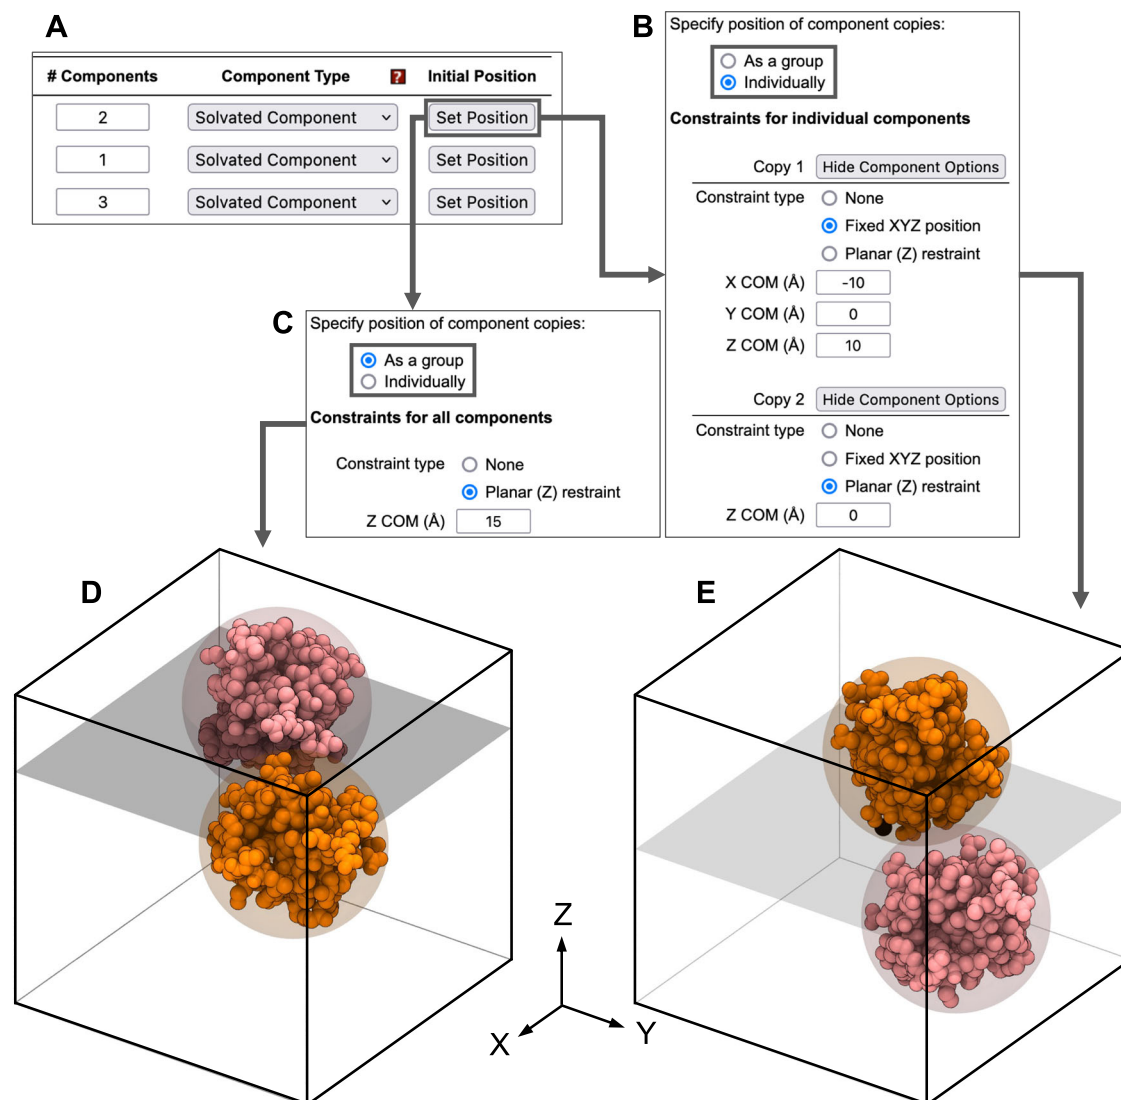 A
# Components Component Type ? Initial Position
2 Solvated Component Set Position
1 Solvated Component Set Position
3 Solvated Component Set Position
B
Specify position of component copies:
As a group
Individually
Constraints for individual components
Copy 1 Hide Component Options
Constraint type None
Fixed XYZ position
Planar (Z) restraint
X COM (Å) -10
Y COM (Å) 0
Z COM (Å) 10
Copy 2 Hide Component Options
Constraint type None
Fixed XYZ position
Planar (Z) restraint
Z COM (Å) 0
C
Specify position of component copies:
As a group
Individually
Constraints for all components
Constraint type None
Planar (Z) restraint
Z COM (Å) 15
D
E
Z
X
Y